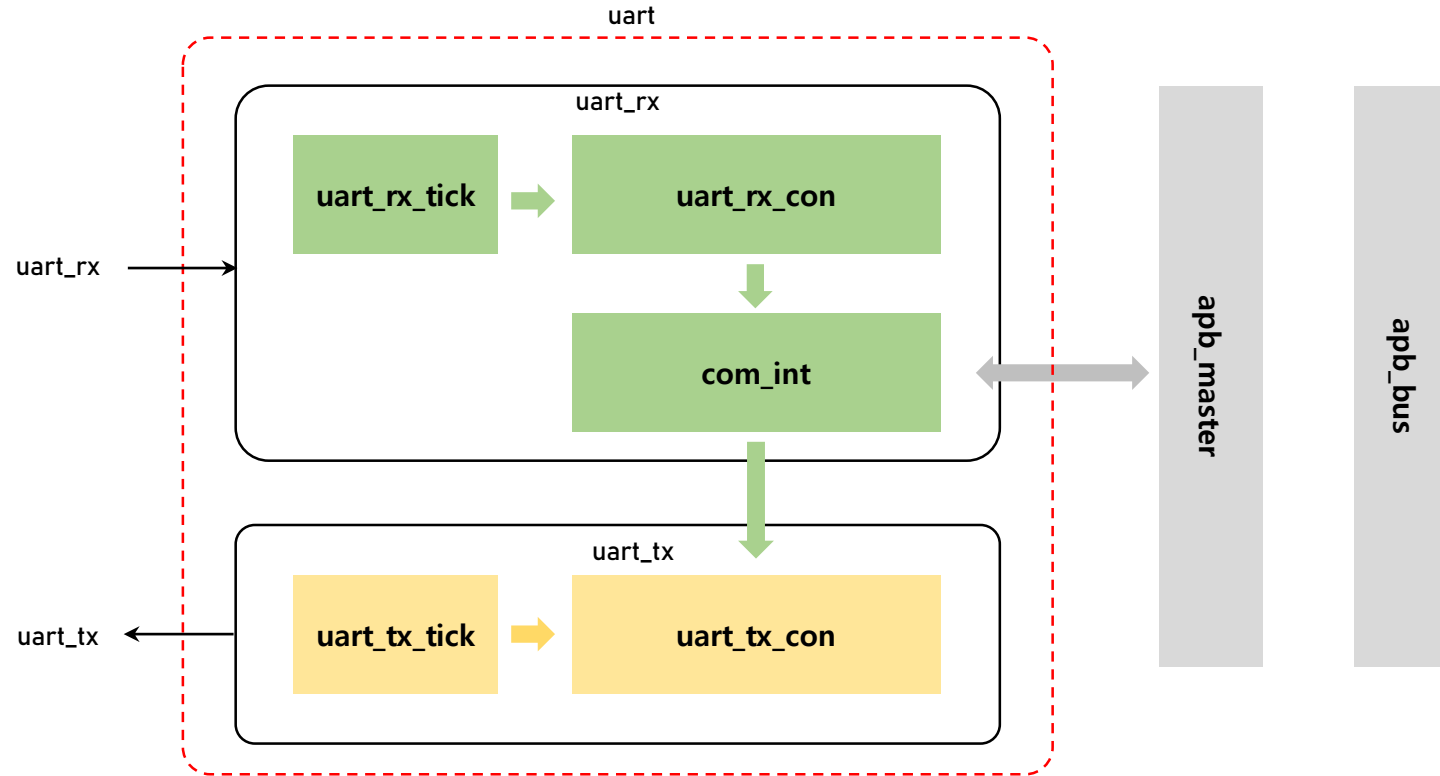 uart
uart_rx
uart_rx_tick
uart_rx_con
uart_rx
com_int
apb_master
apb_bus
uart_tx
uart_tx
uart_tx_tick
uart_tx_con